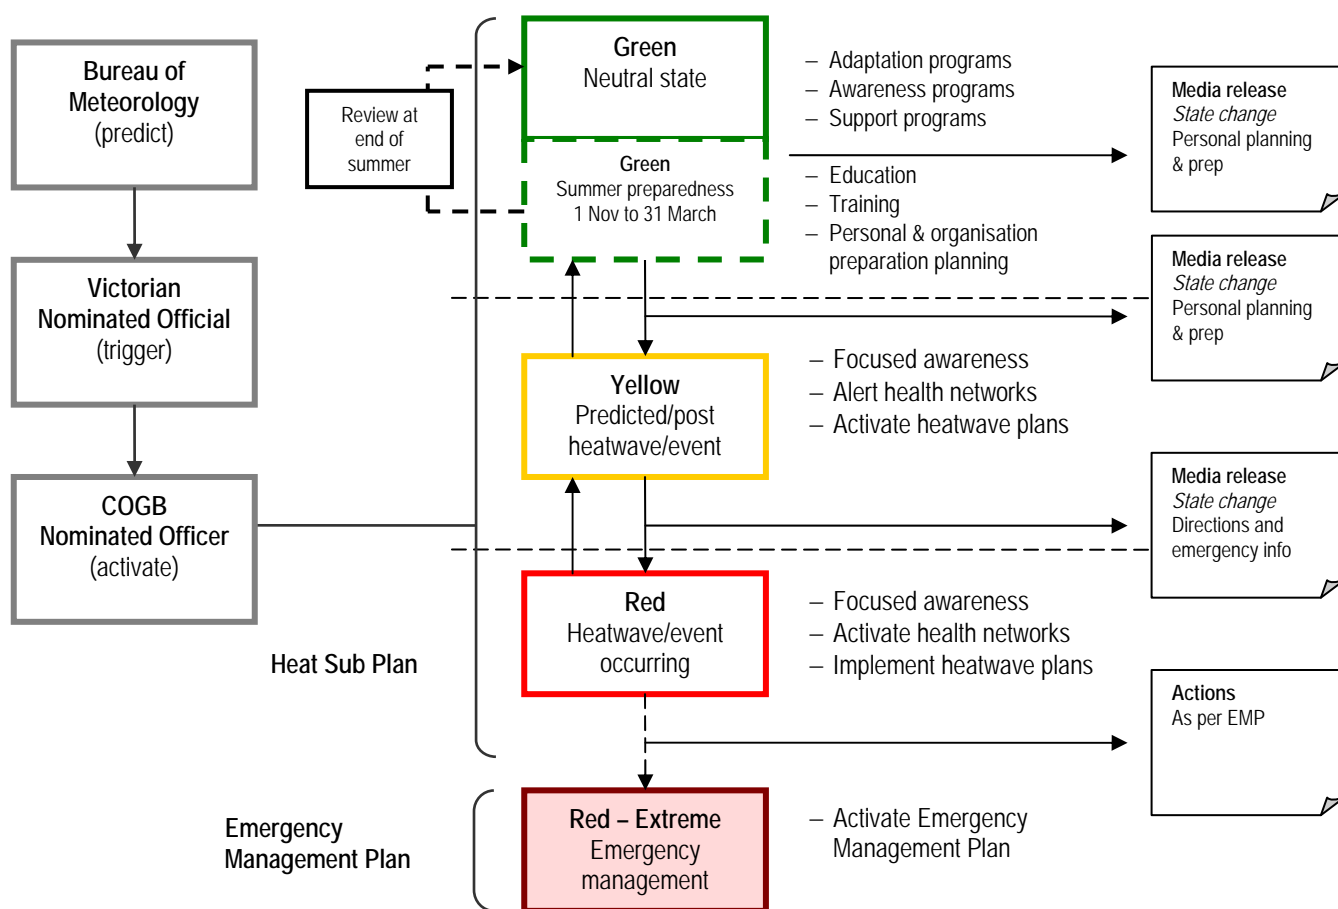 Bureau of
Meteorology
(predict)
Victorian
Nominated Official
(trigger)
COGB
Nominated Officer
(activate)
Review at
end of
summer
Heat Sub Plan
Emergency
Management Plan
Green
Neutral state
Green
Summer preparedness
1 Nov to 31 March
Yellow
Predicted/post
heatwave/event
Red
Heatwave/event
occurring
Red – Extreme
Emergency
management
– Adaptation programs
– Awareness programs
– Support programs
– Education
– Training
– Personal & organisation
preparation planning
– Focused awareness
– Alert health networks
– Activate heatwave plans
– Focused awareness
– Activate health networks
– Implement heatwave plans
– Activate Emergency
Management Plan
Media release
State change
Personal planning
& prep
Media release
State change
Personal planning
& prep
Media release
State change
Directions and
emergency info
Actions
As per EMP